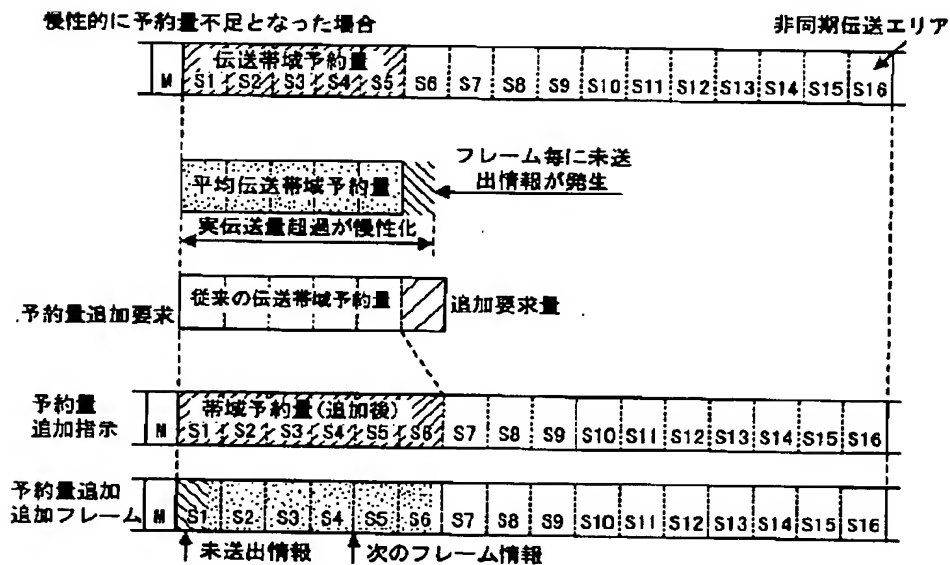 慢性的に予約量不足となった場合
非同期伝送エリア
伝送帯域予約量
M S1 S2 S3 S4 S5 S6 S7 S8 S9 S10 S11 S12 S13 S14 S15 S16
平均伝送帯域予約量
フレーム毎に未送
出情報が発生
実伝送量超過が慢性化
予約量追加要求
従来の伝送帯域予約量
追加要求量
予約量
追加指示
帯域予約量(追加後)
M S1 S2 S3 S4 S5 S6 S7 S8 S9 S10 S11 S12 S13 S14 S15 S16
予約量追加
追加フレーム
M S1 S2 S3 S4 S5 S6 S7 S8 S9 S10 S11 S12 S13 S14 S15 S16
未送出情報
次のフレーム情報